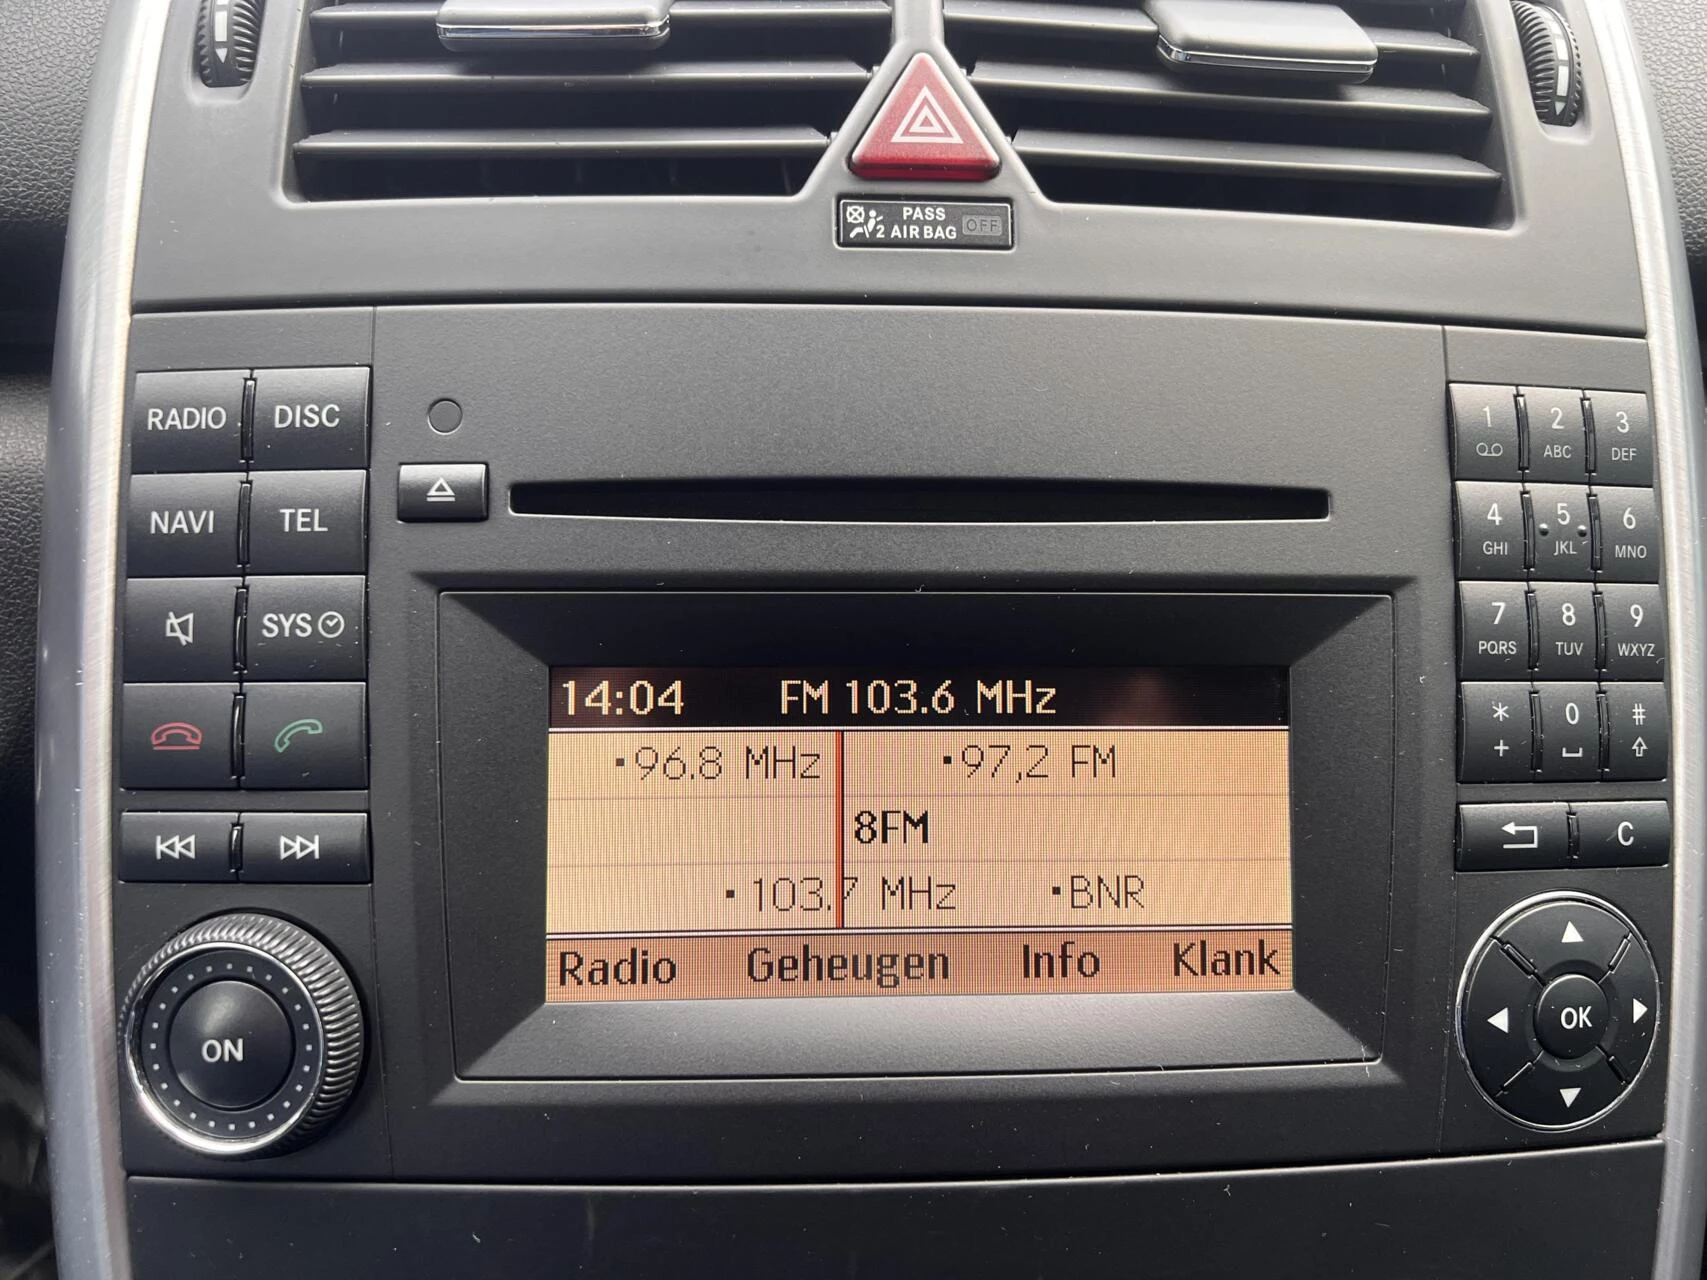 PASS
2 AIRBAG OFF
RADIO DISC
NAVI TEL
SYS
1 2 3
ABC DEF
4 5 6
GHI JKL MNO
7 8 9
PQRS TUV WXYZ
* 0 #
+
C
14:04 FM 103.6 MHz
96.8 MHz 97,2 FM
8FM
103.7 MHz BNR
Radio Geheugen Info Klank
ON
OK